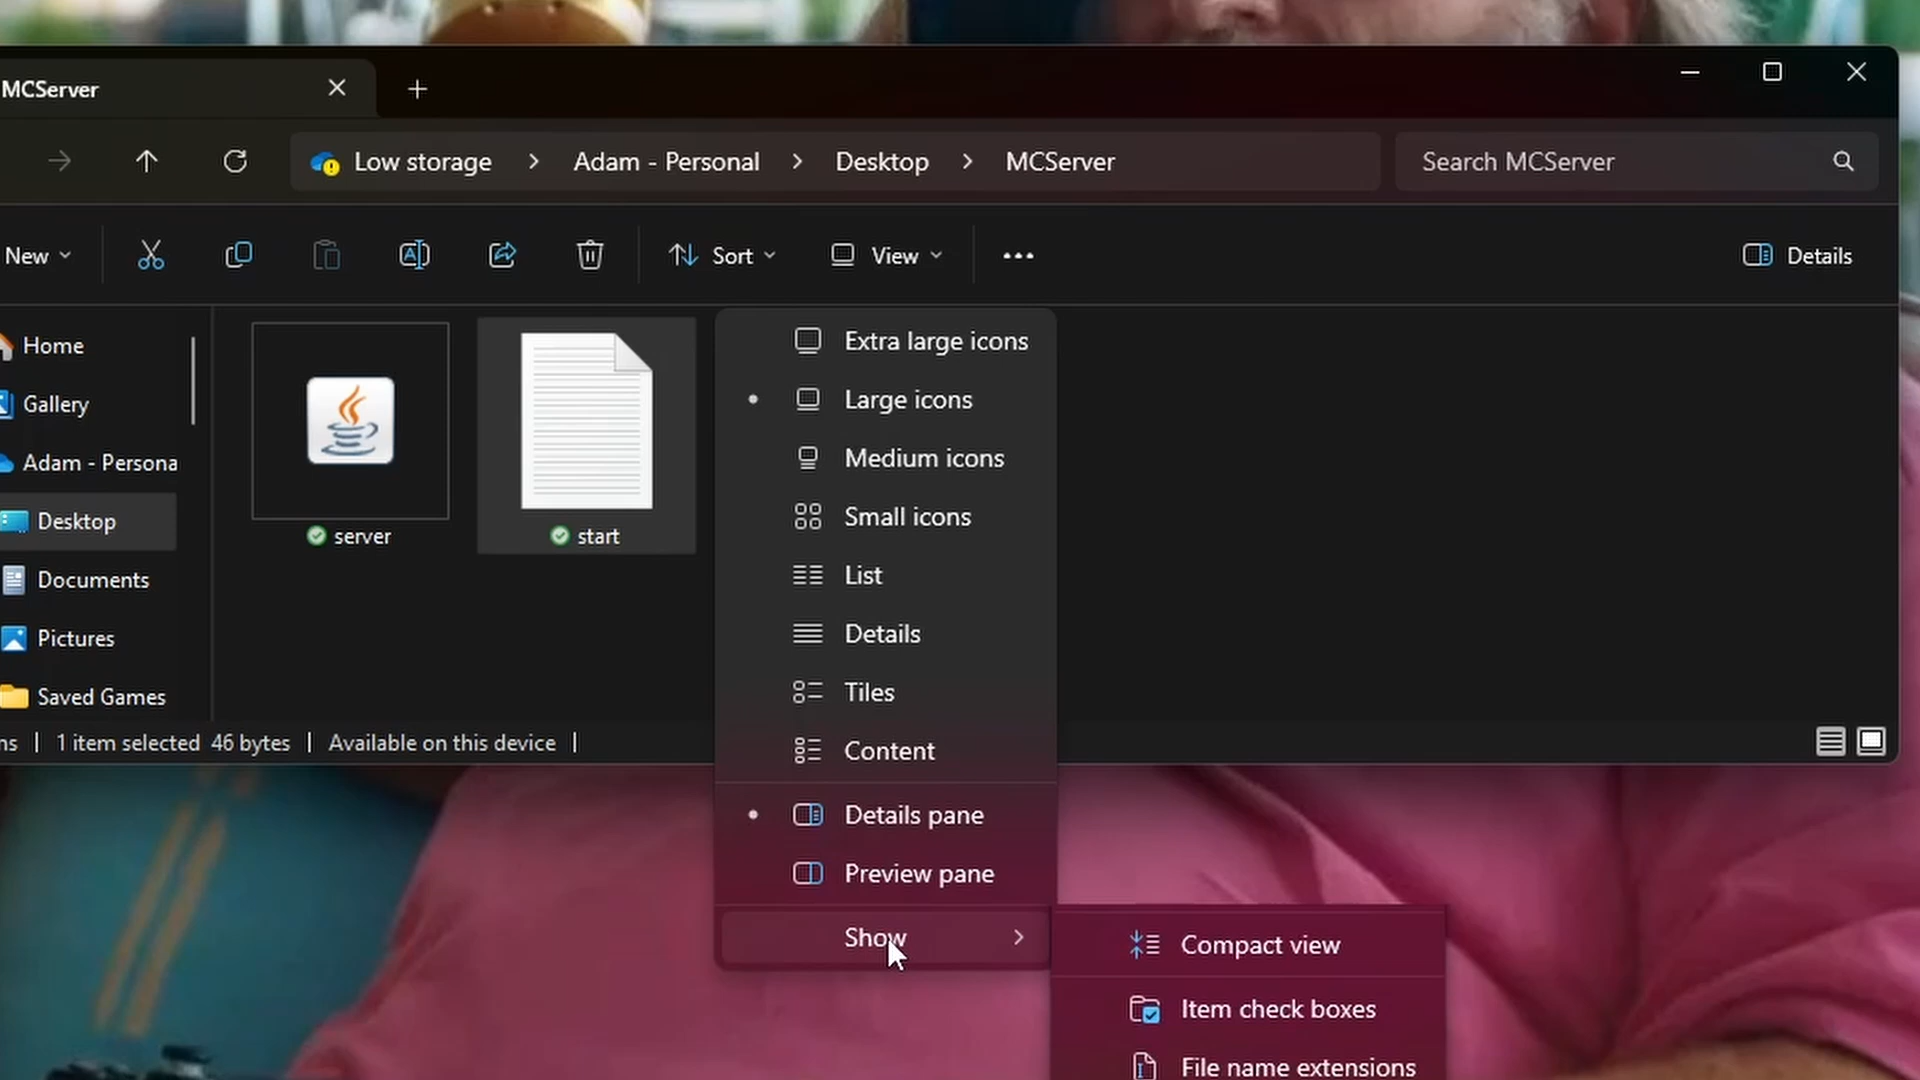 MCServer
Low storage > Adam - Personal > Desktop > MCServer
Search MCServer
New
Sort
View
Details
Home
Gallery
Adam - Persona
Desktop
Documents
Pictures
Saved Games
server
start
Extra large icons
Large icons
Medium icons
Small icons
List
Details
Tiles
Content
Details pane
Preview pane
Show
Compact view
Item check boxes
File name extensions
ns | 1 item selected 46 bytes | Available on this device |